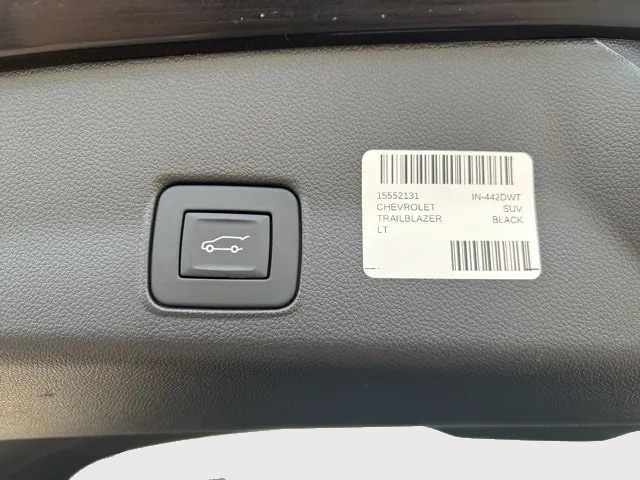 15552131 IN-442DWT
CHEVROLET SUV
TRAILBLAZER BLACK
LT